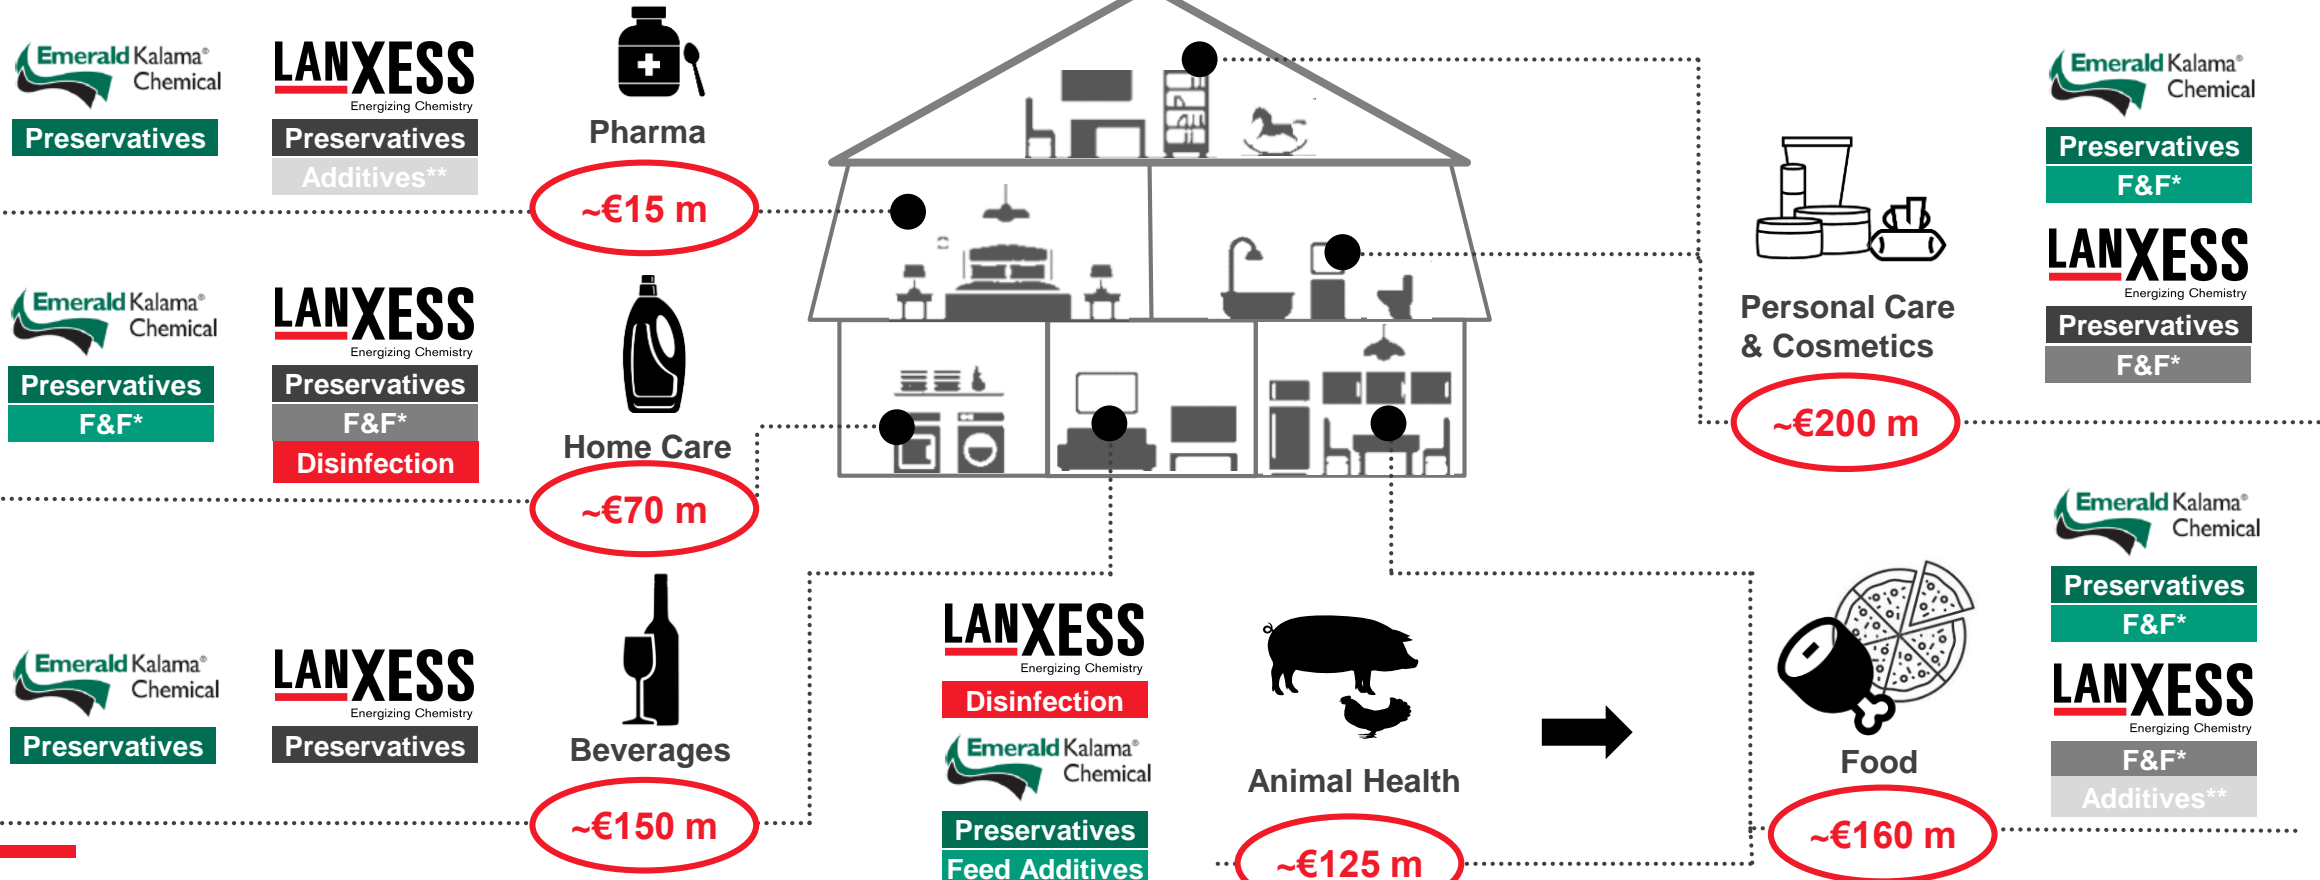 Emerald Kalama®
Chemical
Preservatives
LANXESS
Energizing Chemistry
Preservatives
Additives**
Pharma
~€15 m
Emerald Kalama®
Chemical
Preservatives
F&F*
LANXESS
Energizing Chemistry
Preservatives
F&F*
Disinfection
Home Care
~€70 m
Emerald Kalama®
Chemical
Preservatives
LANXESS
Energizing Chemistry
Preservatives
Beverages
~€150 m
LANXESS
Energizing Chemistry
Disinfection
Emerald Kalama®
Chemical
Preservatives
Feed Additives
Animal Health
~€125 m
Personal Care
& Cosmetics
~€200 m
Emerald Kalama®
Chemical
Preservatives
F&F*
LANXESS
Energizing Chemistry
Preservatives
F&F*
Food
~€160 m
Emerald Kalama®
Chemical
Preservatives
F&F*
LANXESS
Energizing Chemistry
F&F*
Additives**